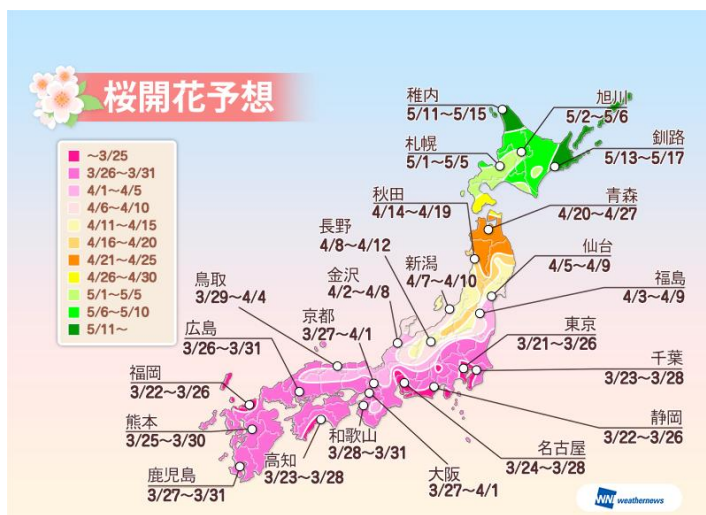 桜開花予想
～3/25
3/26～3/31
4/1～4/5
4/6～4/10
4/11～4/15
4/16～4/20
4/21～4/25
4/26～4/30
5/1～5/5
5/6～5/10
5/11～
稚内
5/11～5/15
旭川
5/2～5/6
札幌
5/1～5/5
釧路
5/13～5/17
秋田
4/14～4/19
青森
4/20～4/27
長野
4/8～4/12
仙台
4/5～4/9
新潟
4/7～4/10
金沢
4/2～4/8
福島
4/3～4/9
鳥取
3/29～4/4
京都
3/27～4/1
東京
3/21～3/26
広島
3/26～3/31
千葉
3/23～3/28
福岡
3/22～3/26
静岡
3/22～3/26
熊本
3/25～3/30
和歌山
3/28～3/31
名古屋
3/24～3/28
高知
3/23～3/28
大阪
3/27～4/1
鹿児島
3/27～3/31
WNI weathernews